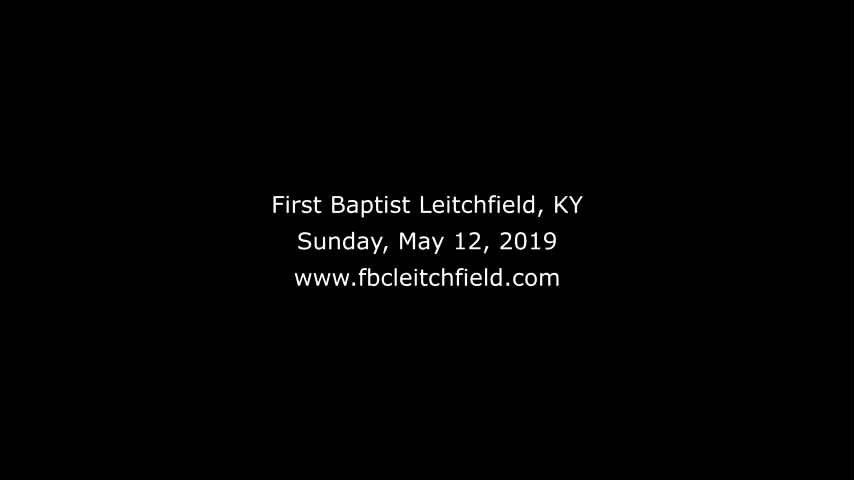 First Baptist Leitchfield, KY
Sunday, May 12, 2019
www.fbcleitchfield.com